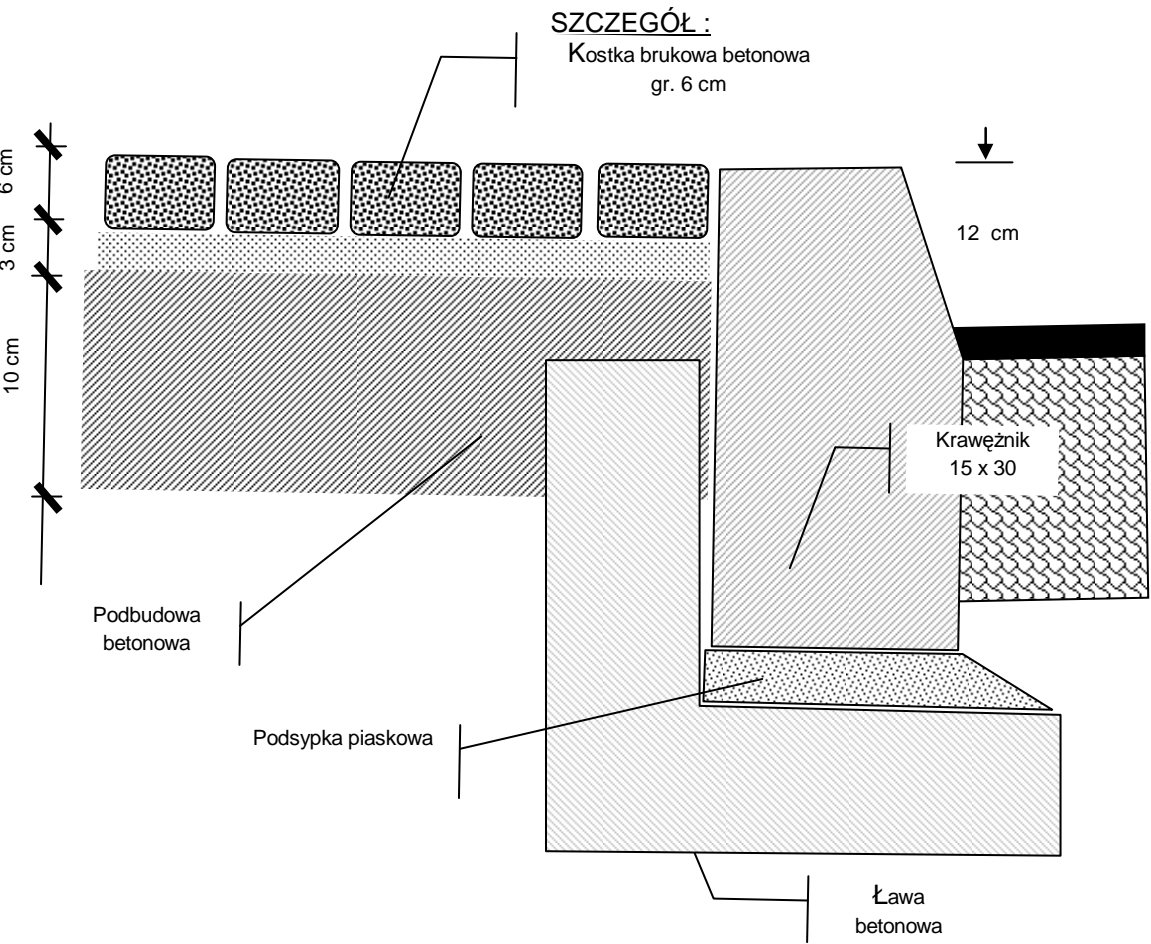 SZCZEGÓŁ :
Kostka brukowa betonowa
gr. 6 cm
6 cm
3 cm
10 cm
12 cm
Krawężnik
15 x 30
Podbudowa
betonowa
Podsypka piaskowa
Ława
betonowa